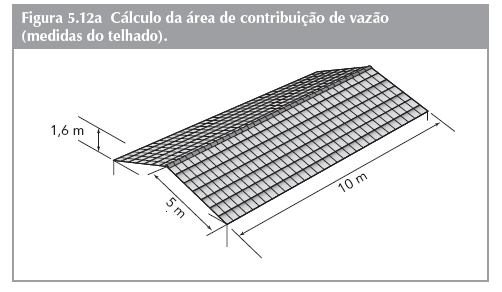 Figura 5.12a Cálculo da área de contribuição de vazão
(medidas do telhado).
1,6 m
5 m
10 m